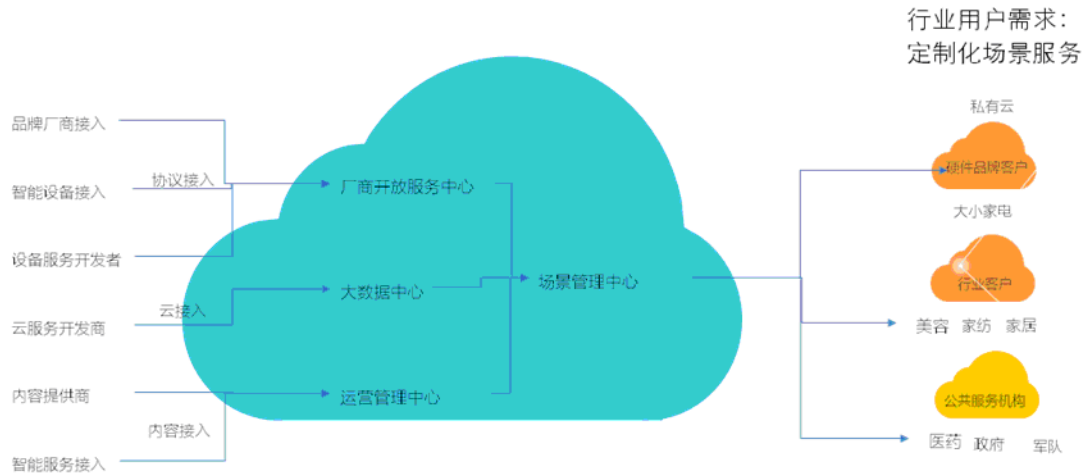 行业用户需求：
定制化场景服务
品牌厂商接入
智能设备接入
协议接入
设备服务开发者
云服务开发商
云接入
内容提供商
内容接入
智能服务接入
厂商开放服务中心
大数据中心
运营管理中心
场景管理中心
私有云
硬件品牌客户
大小家电
行业客户
美容 家纺 家居
公共服务机构
医药 政府 军队